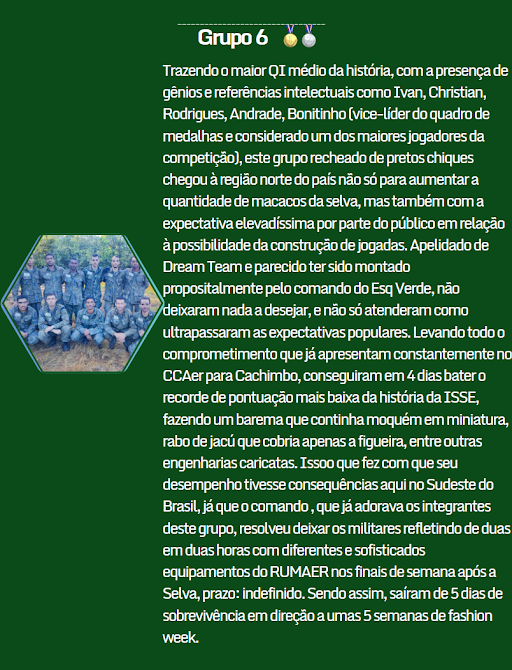 Grupo 6 🏅🥈
Trazendo o maior QI médio da história, com a presença de
gênios e referências intelectuais como Ivan, Christian,
Rodrigues, Andrade, Bonitinho (vice-líder do quadro de
medalhas e considerado um dos maiores jogadores da
competição), este grupo recheado de pretos chiques
chegou à região norte do país não só para aumentar a
quantidade de macacos da selva, mas também com a
expectativa elevadíssima por parte do público em relação
à possibilidade da construção de jogadas. Apelidado de
Dream Team e parecido ter sido montado
propositalmente pelo comando do Esq Verde, não
deixaram nada a desejar, e não só atenderam como
ultrapassaram as expectativas populares. Levando todo o
comprometimento que já apresentam constantemente no
CCAer para Cachimbo, conseguiram em 4 dias bater o
recorde de pontuação mais baixa da história da ISSE,
fazendo um barema que continha moquém em miniatura,
rabo de jacú que cobria apenas a figueira, entre outras
engenharias caricatas. Issoo que fez com que seu
desempenho tivesse consequências aqui no Sudeste do
Brasil, já que o comando , que já adorava os integrantes
deste grupo, resolveu deixar os militares refletindo de duas
em duas horas com diferentes e sofisticados
equipamentos do RUMAER nos finais de semana após a
Selva, prazo: indefinido. Sendo assim, saíram de 5 dias de
sobrevivência em direção a umas 5 semanas de fashion
week.